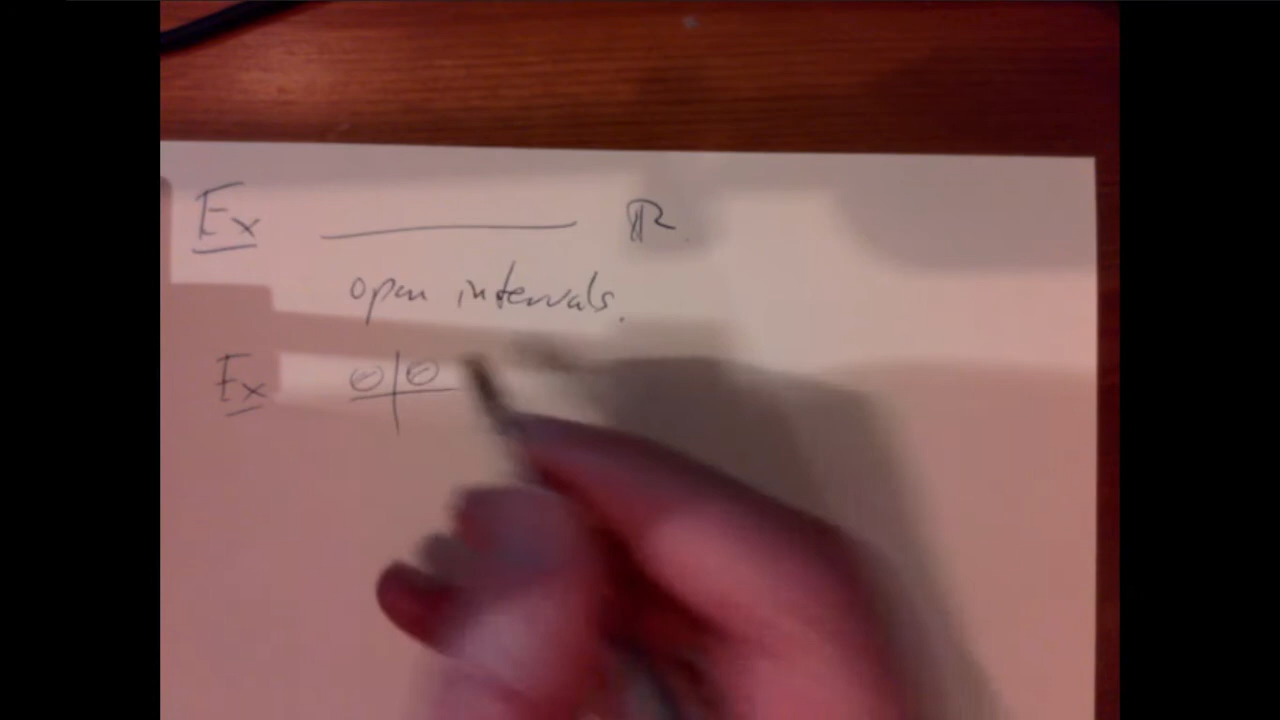 Ex ℝ
open intervals.
Ex